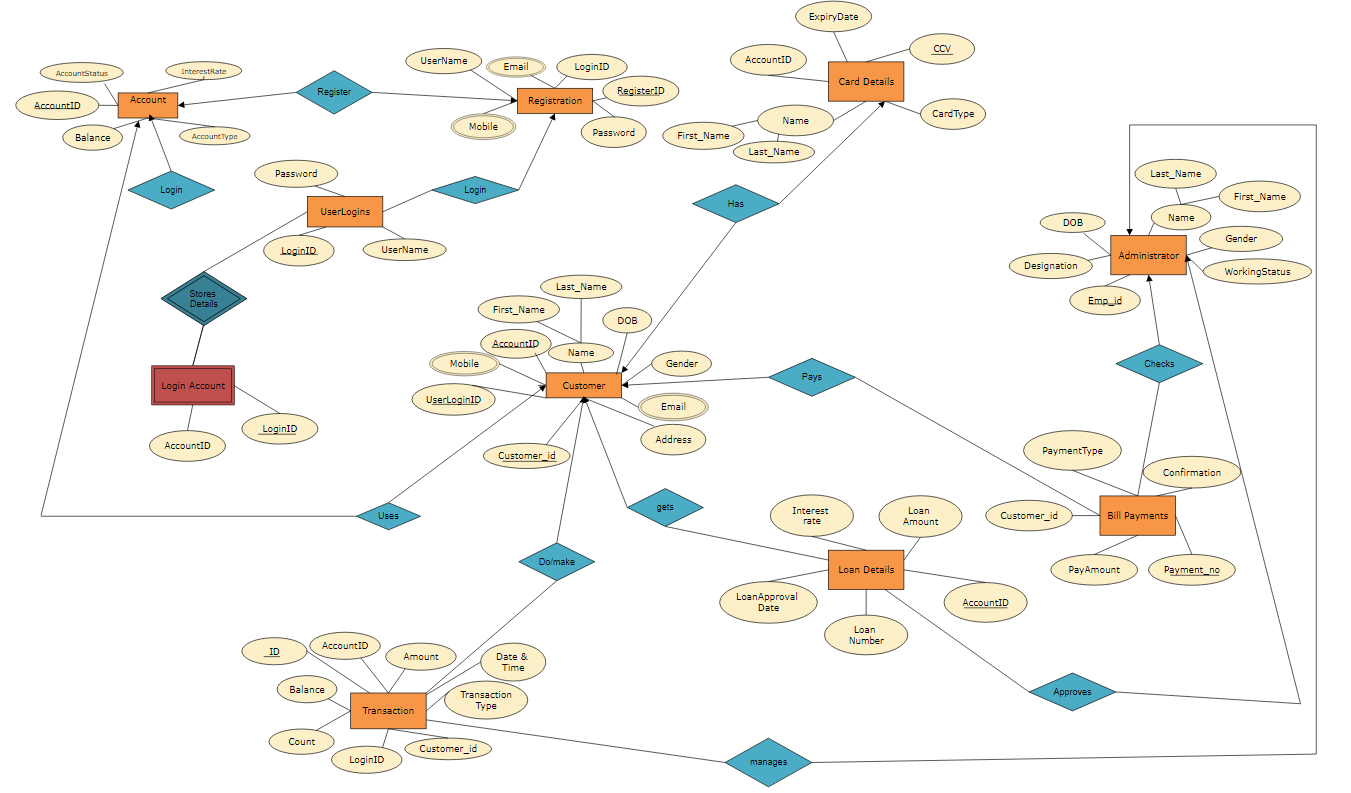 ExpiryDate
CCV
AccountID
Card Details
CardType
Name
First_Name
Last_Name
UserName
Email
LoginID
RegisterID
Registration
Mobile
Password
AccountStatus
InterestRate
Account
AccountID
Balance
AccountType
Register
Login
Password
UserLogins
LoginID
UserName
Login
Has
Last_Name
First_Name
Name
DOB
Gender
Administrator
Designation
WorkingStatus
Emp_id
Stores
Details
Login Account
LoginID
AccountID
Last_Name
First_Name
DOB
AccountID
Name
Mobile
Gender
Customer
UserLoginID
Email
Address
Customer_id
Pays
Checks
Uses
gets
Do/make
PaymentType
Confirmation
Customer_id
Bill Payments
PayAmount
Payment_no
Interest
rate
Loan
Amount
Loan Details
LoanApproval
Date
AccountID
Loan
Number
Approves
ID
AccountID
Amount
Date &
Time
Balance
Transaction
Type
Transaction
Count
LoginID
Customer_id
manages